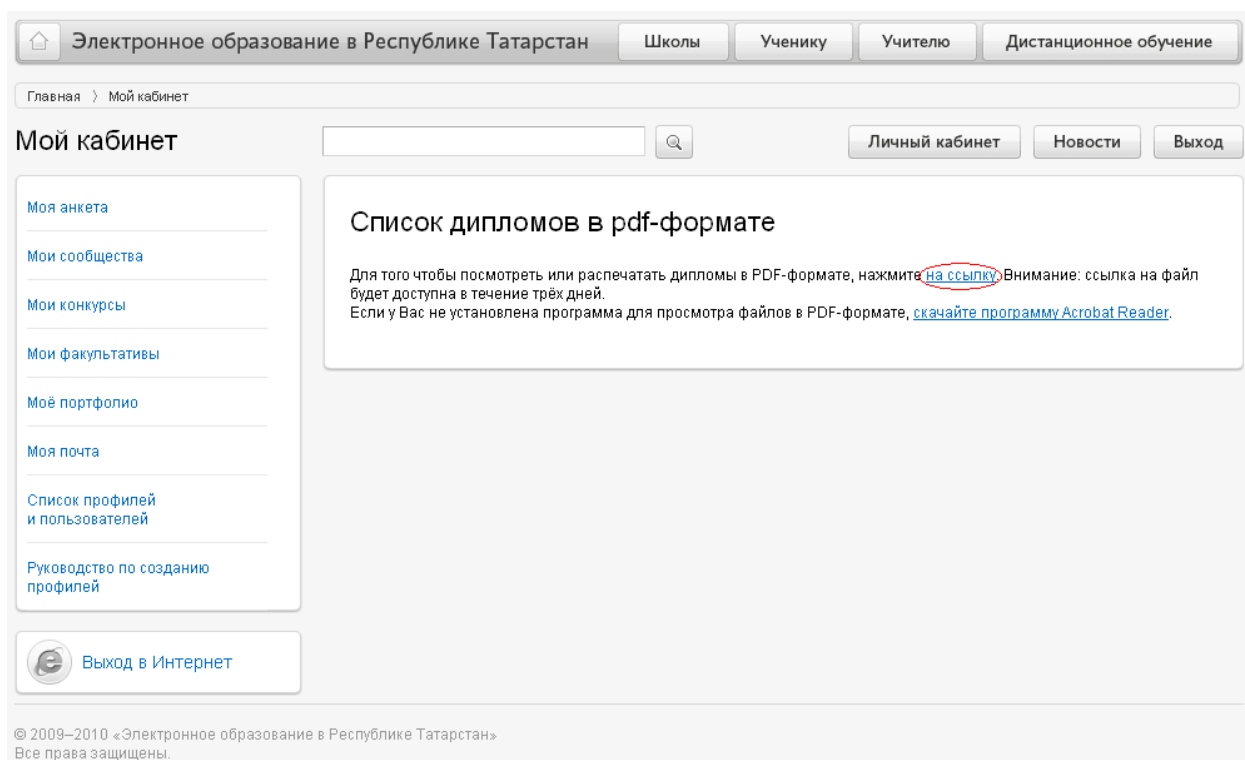 Электронное образование в Республике Татарстан
Школы
Ученику
Учителю
Дистанционное обучение
Главная 〉 Мой кабинет
Мой кабинет
Личный кабинет
Новости
Выход
Моя анкета
Мои сообщества
Мои конкурсы
Мои факультативы
Моё портфолио
Моя почта
Список профилей
и пользователей
Руководство по созданию
профилей
Выход в Интернет
Список дипломов в pdf-формате
Для того чтобы посмотреть или распечатать дипломы в PDF-формате, нажмите на ссылку. Внимание: ссылка на файл
будет доступна в течение трёх дней.
Если у Вас не установлена программа для просмотра файлов в PDF-формате, скачайте программу Acrobat Reader.
© 2009–2010 «Электронное образование в Республике Татарстан»
Все права защищены.